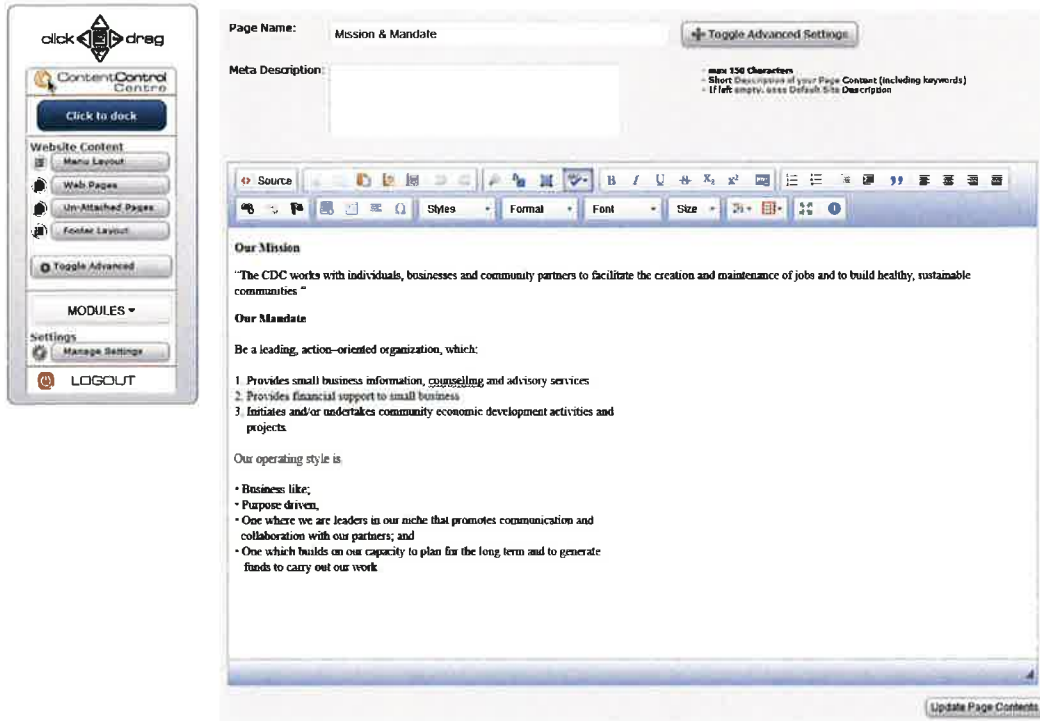 click drag
ContentControl
Centre
Click to dock
Website Content
Menu Layout
Web Pages
Un-Attached Pages
Footer Layout
Toggle Advanced
MODULES
Settings
Manage Settings
LOGOUT
Page Name:
Mission & Mandate
Toggle Advanced Settings
Meta Description:
- max 150 Characters
- Short Description of your Page Content (including keywords)
- If left empty, uses Default Site Description
Source
B I U X₂ X²
Styles Format Font Size
Our Mission
"The CDC works with individuals, businesses and community partners to facilitate the creation and maintenance of jobs and to build healthy, sustainable
communities "
Our Mandate
Be a leading, action-oriented organization, which:
1. Provides small business information, counselling and advisory services
2. Provides financial support to small business
3. Initiates and/or undertakes community economic development activities and
projects.
Our operating style is
• Business like;
• Purpose driven,
• One where we are leaders in our niche that promotes communication and
collaboration with our partners; and
• One which builds on our capacity to plan for the long term and to generate
funds to carry out our work
Update Page Contents